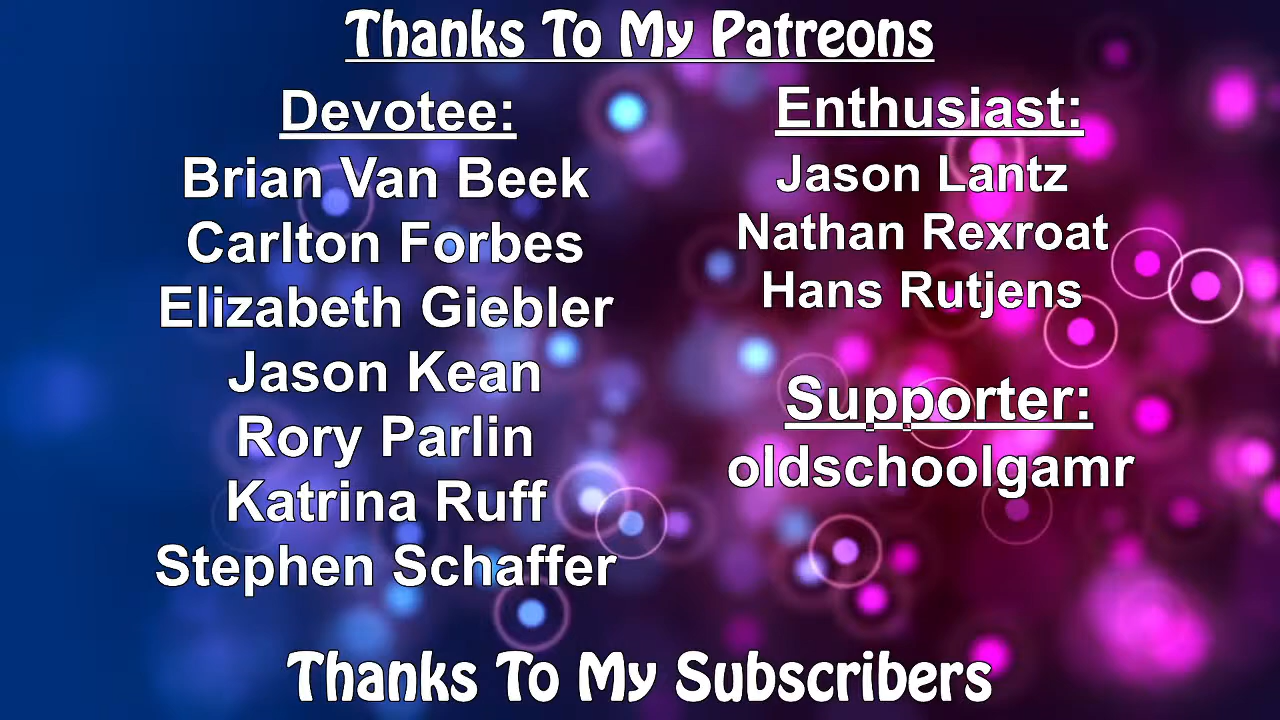 Thanks To My Patreons
Devotee:
Brian Van Beek
Carlton Forbes
Elizabeth Giebler
Jason Kean
Rory Parlin
Katrina Ruff
Stephen Schaffer
Enthusiast:
Jason Lantz
Nathan Rexroat
Hans Rutjens
Supporter:
oldschoolgamr
Thanks To My Subscribers